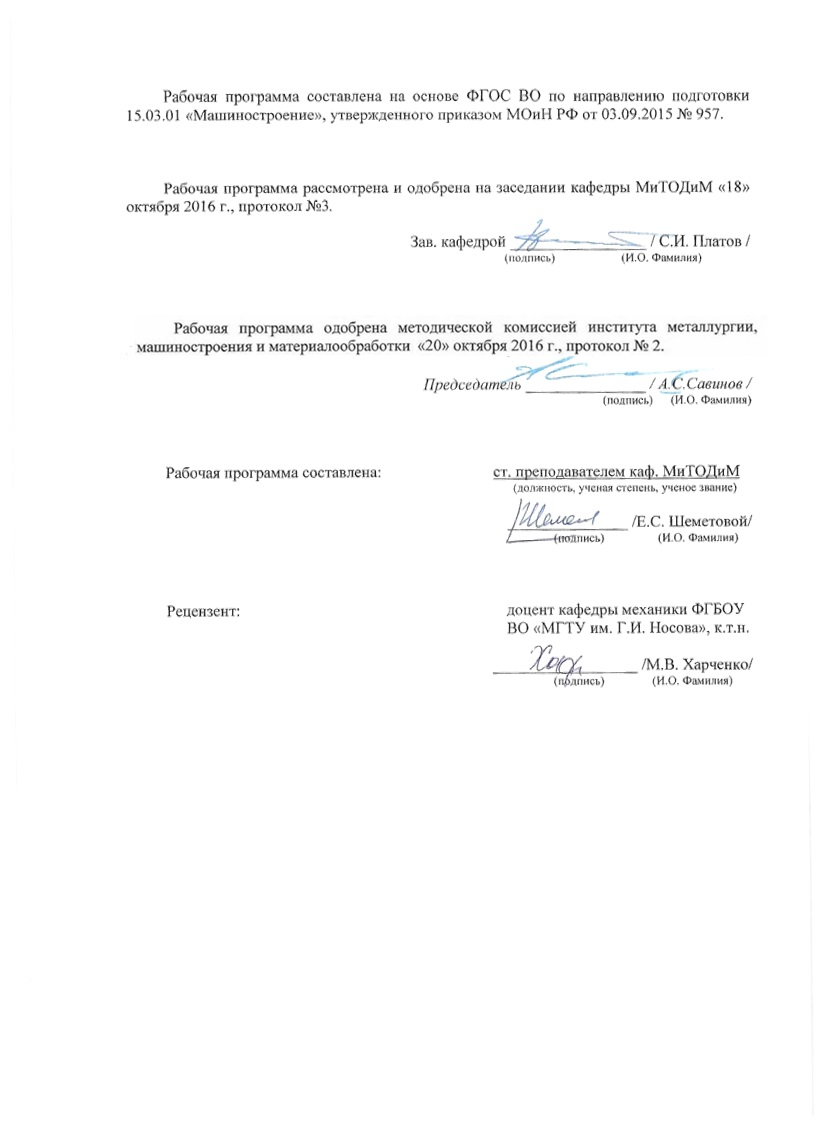 Рабочая программа составлена на основе ФГОС ВО по направлению подготовки
15.03.01 «Машиностроение», утвержденного приказом МОиН РФ от 03.09.2015 № 957.
Рабочая программа рассмотрена и одобрена на заседании кафедры МиТОДиМ «18»
октября 2016 г., протокол №3.
Зав. кафедрой ________________ / С.И. Платов /
(подпись) (И.О. Фамилия)
Рабочая программа одобрена методической комиссией института металлургии,
машиностроения и материалообработки «20» октября 2016 г., протокол № 2.
Председатель _______________ / А.С.Савинов /
(подпись) (И.О. Фамилия)
Рабочая программа составлена: ст. преподавателем каф. МиТОДиМ
(должность, ученая степень, ученое звание)
_______________ /Е.С. Шеметовой/
(подпись) (И.О. Фамилия)
Рецензент: доцент кафедры механики ФГБОУ
ВО «МГТУ им. Г.И. Носова», к.т.н.
_________________ /М.В. Харченко/
(подпись) (И.О. Фамилия)